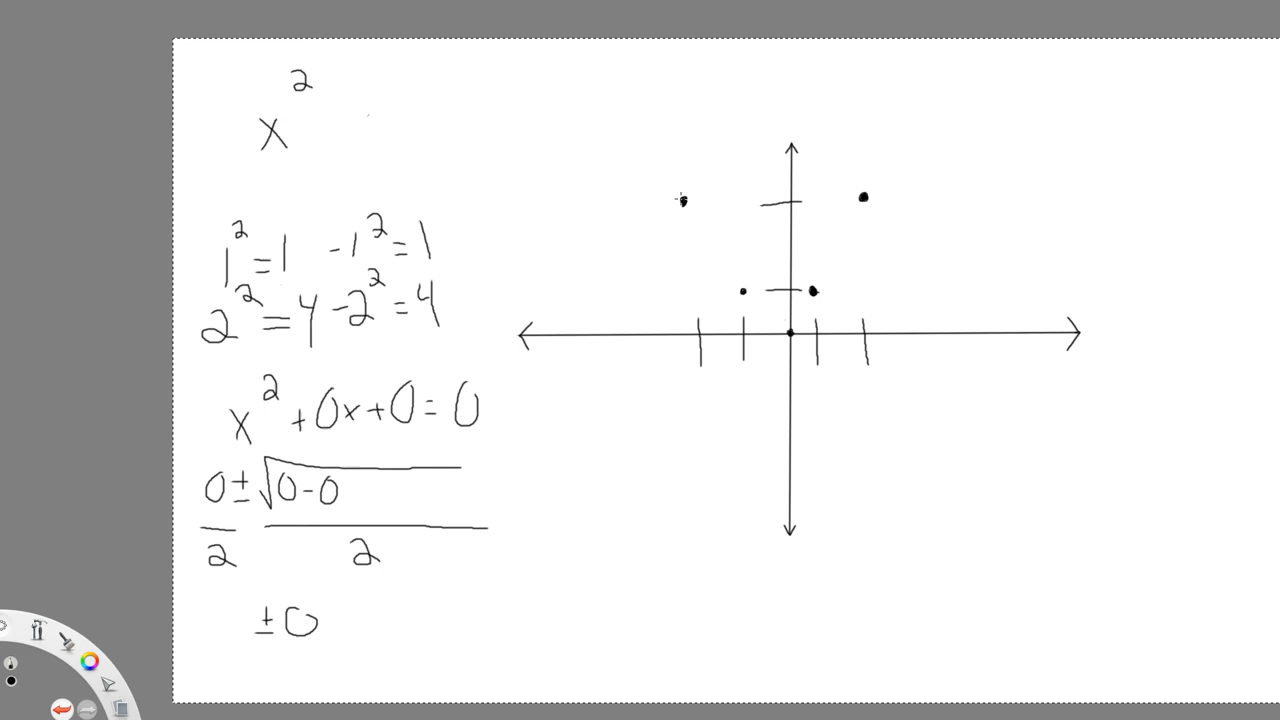 x²
1² = 1 -1² = 1
2² = 4 -2² = 4
x² + 0x + 0 = 0
0 ± √0 - 0
2 2
± 0